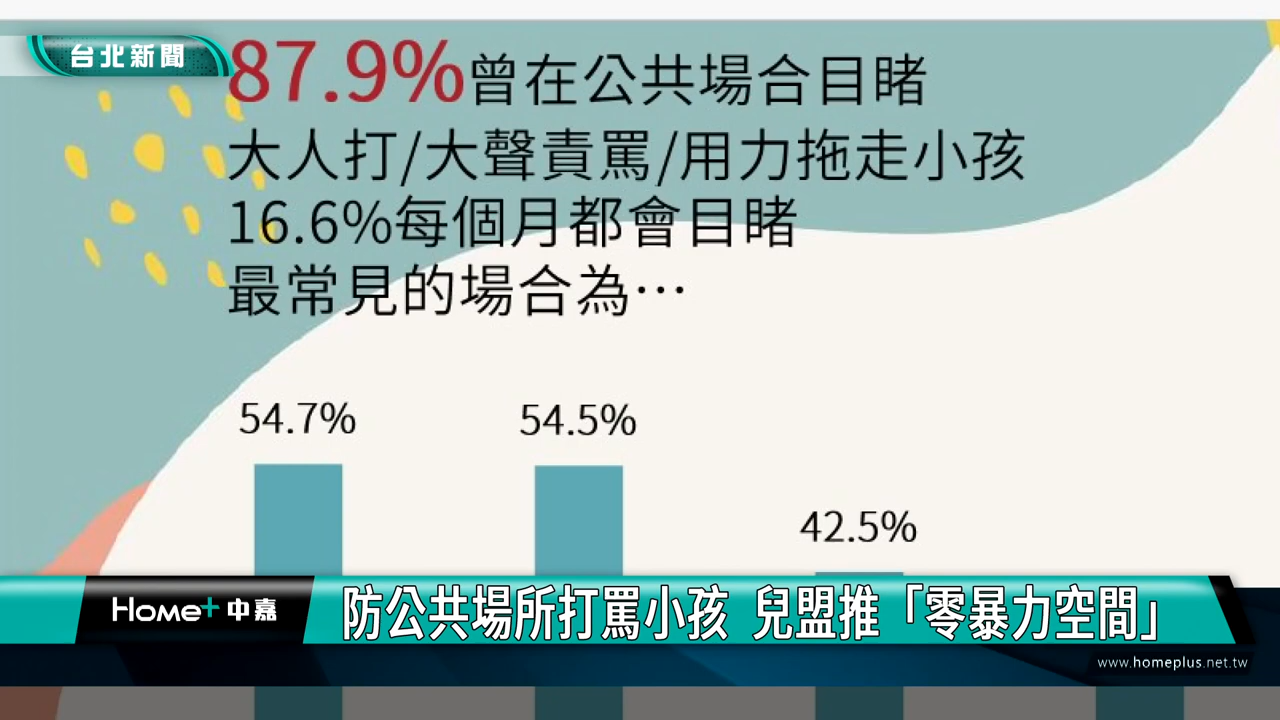 台北新聞
87.9%曾在公共場合目睹
大人打/大聲責罵/用力拖走小孩
16.6%每個月都會目睹
最常見的場合為…
54.7%
54.5%
42.5%
Home+中嘉
防公共場所打罵小孩 兒盟推「零暴力空間」
www.homeplus.net.tw